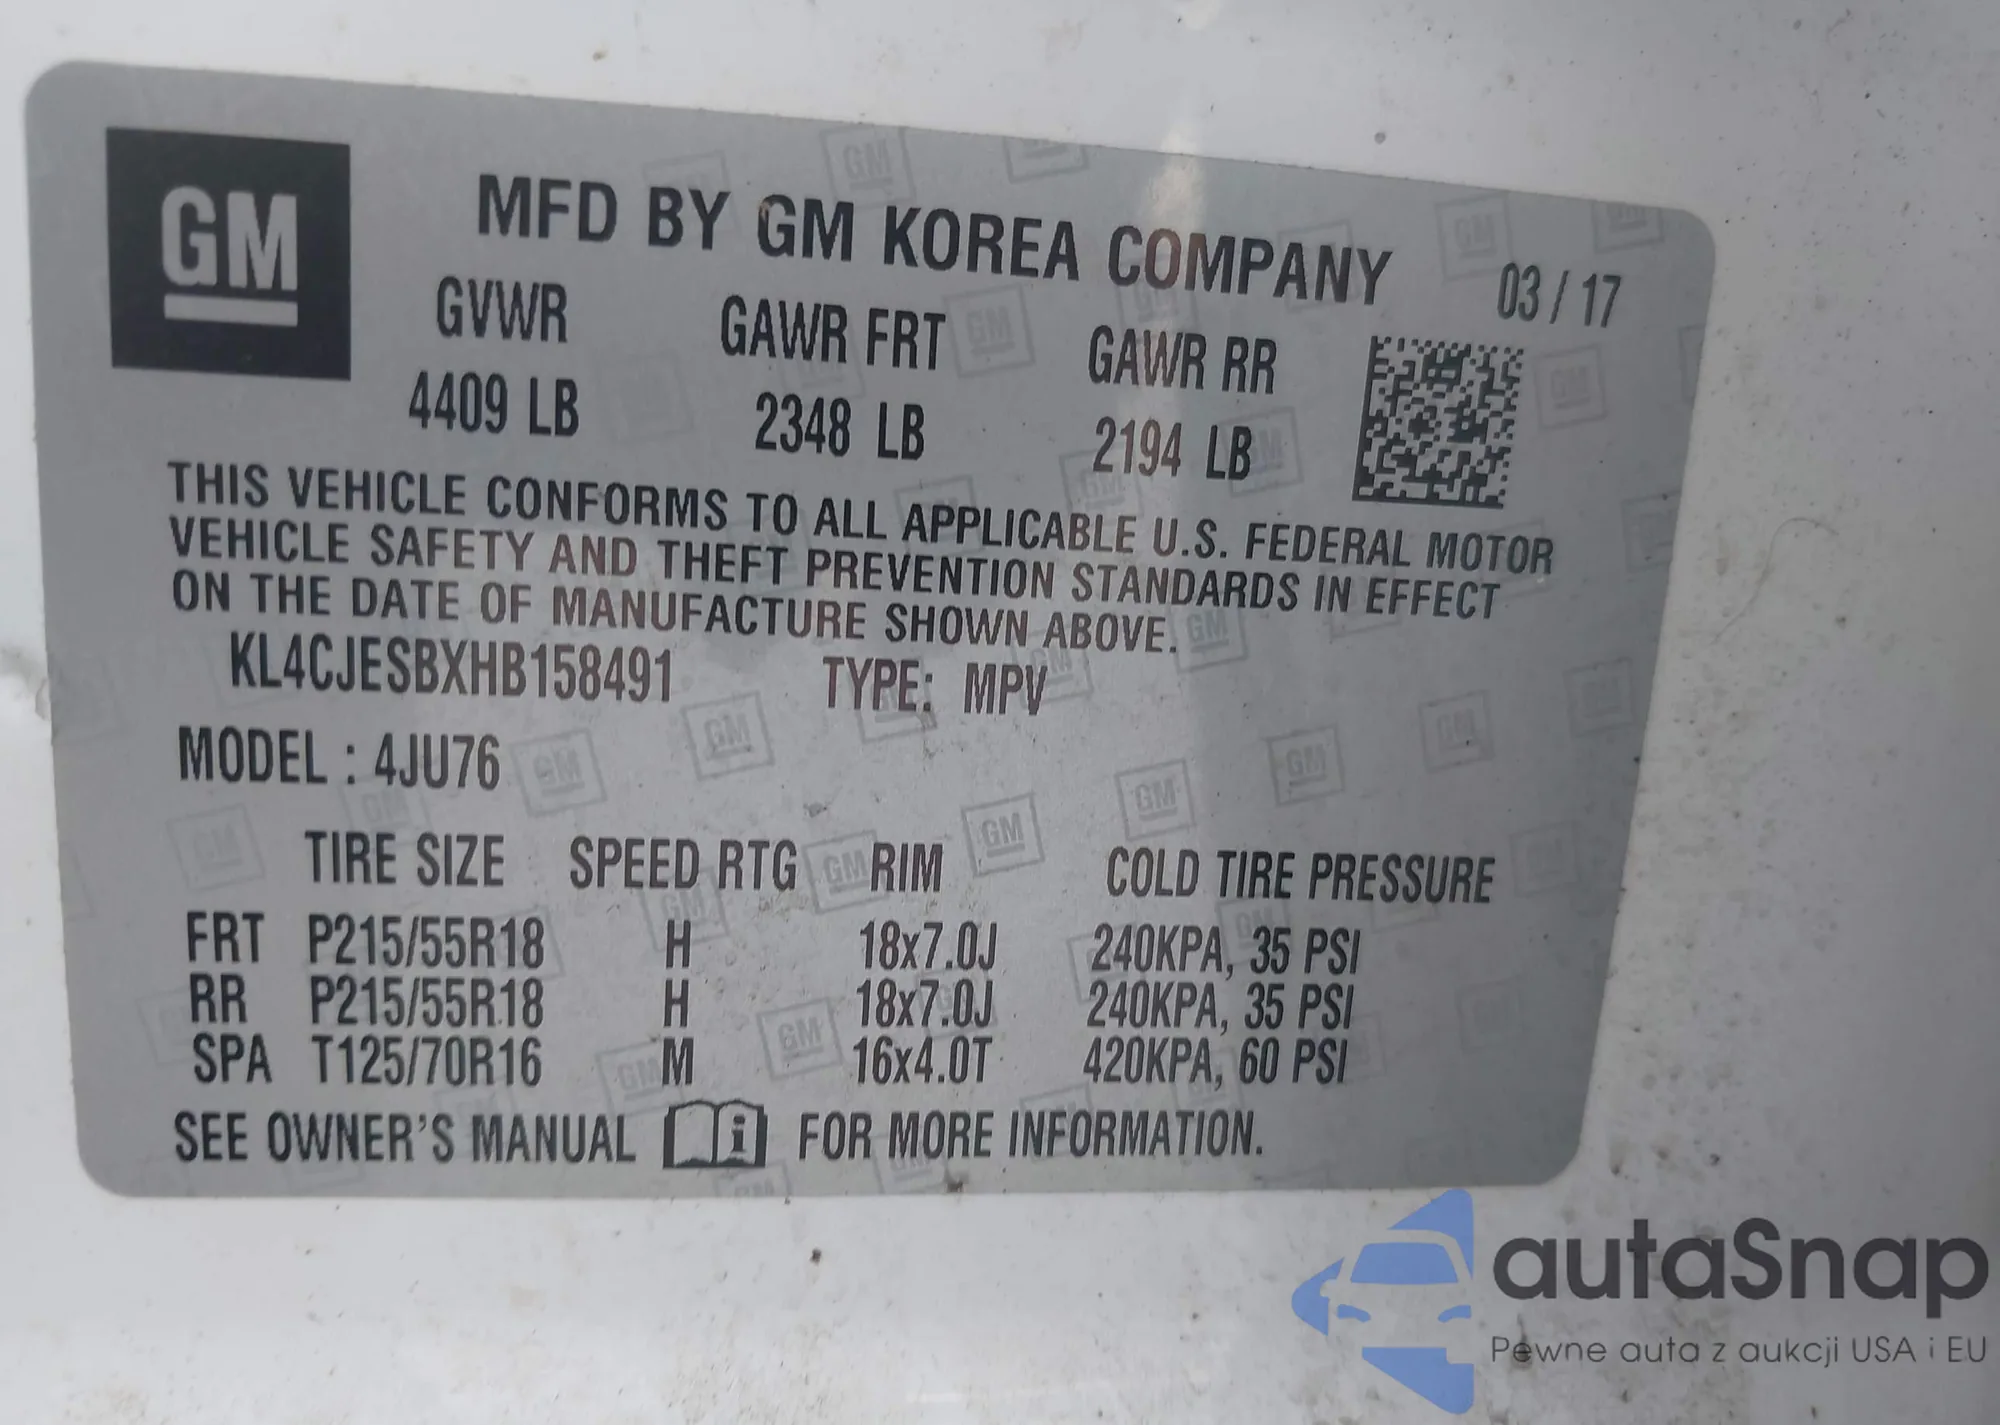 GM
MFD BY GM KOREA COMPANY 03 / 17
GVWR GAWR FRT GAWR RR
4409 LB 2348 LB 2194 LB
THIS VEHICLE CONFORMS TO ALL APPLICABLE U.S. FEDERAL MOTOR
VEHICLE SAFETY AND THEFT PREVENTION STANDARDS IN EFFECT
ON THE DATE OF MANUFACTURE SHOWN ABOVE.
KL4CJESBXHB158491 TYPE: MPV
MODEL : 4JU76
TIRE SIZE SPEED RTG RIM COLD TIRE PRESSURE
FRT P215/55R18 H 18x7.0J 240KPA, 35 PSI
RR P215/55R18 H 18x7.0J 240KPA, 35 PSI
SPA T125/70R16 M 16x4.0T 420KPA, 60 PSI
SEE OWNER'S MANUAL i FOR MORE INFORMATION.
autaSnap
Pewne auta z aukcji USA i EU